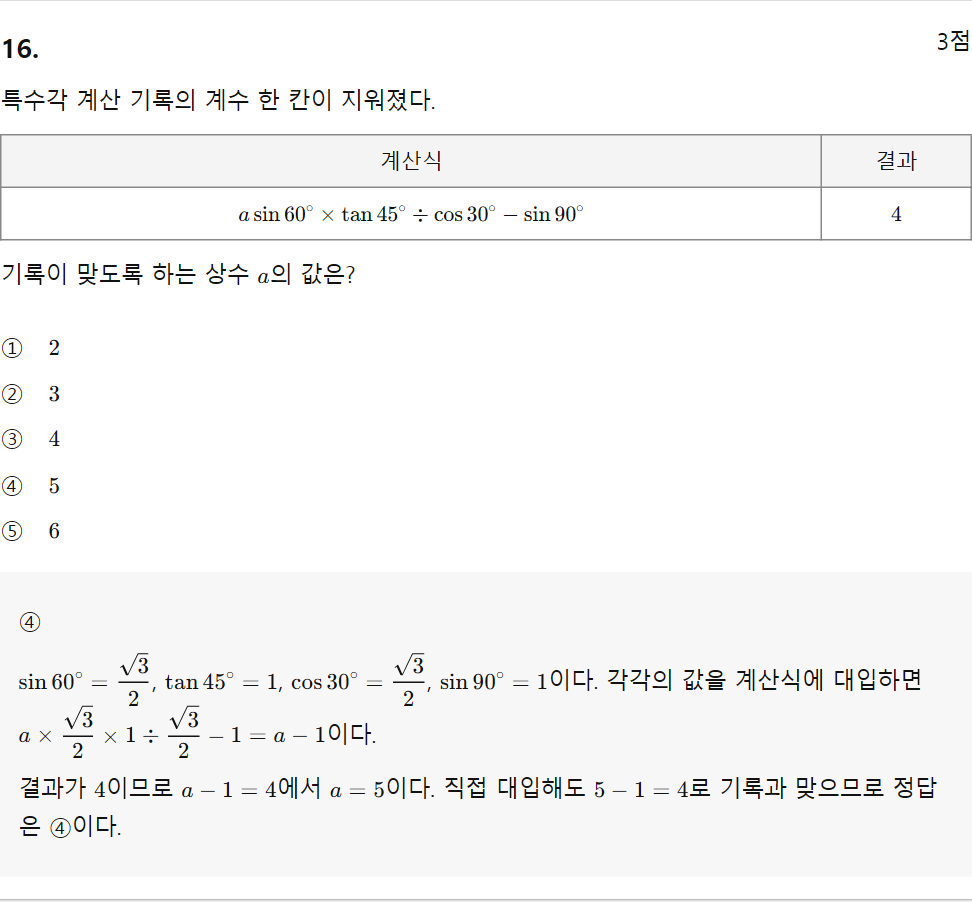 16.
3점
특수각 계산 기록의 계수 한 칸이 지워졌다.
계산식 결과
a sin 60° × tan 45° ÷ cos 30° − sin 90° 4
기록이 맞도록 하는 상수 a의 값은?
① 2
② 3
③ 4
④ 5
⑤ 6
④
sin 60° = √3/2, tan 45° = 1, cos 30° = √3/2, sin 90° = 1이다. 각각의 값을 계산식에 대입하면
a × √3/2 × 1 ÷ √3/2 − 1 = a − 1이다.
결과가 4이므로 a − 1 = 4에서 a = 5이다. 직접 대입해도 5 − 1 = 4로 기록과 맞으므로 정답
은 ④이다.